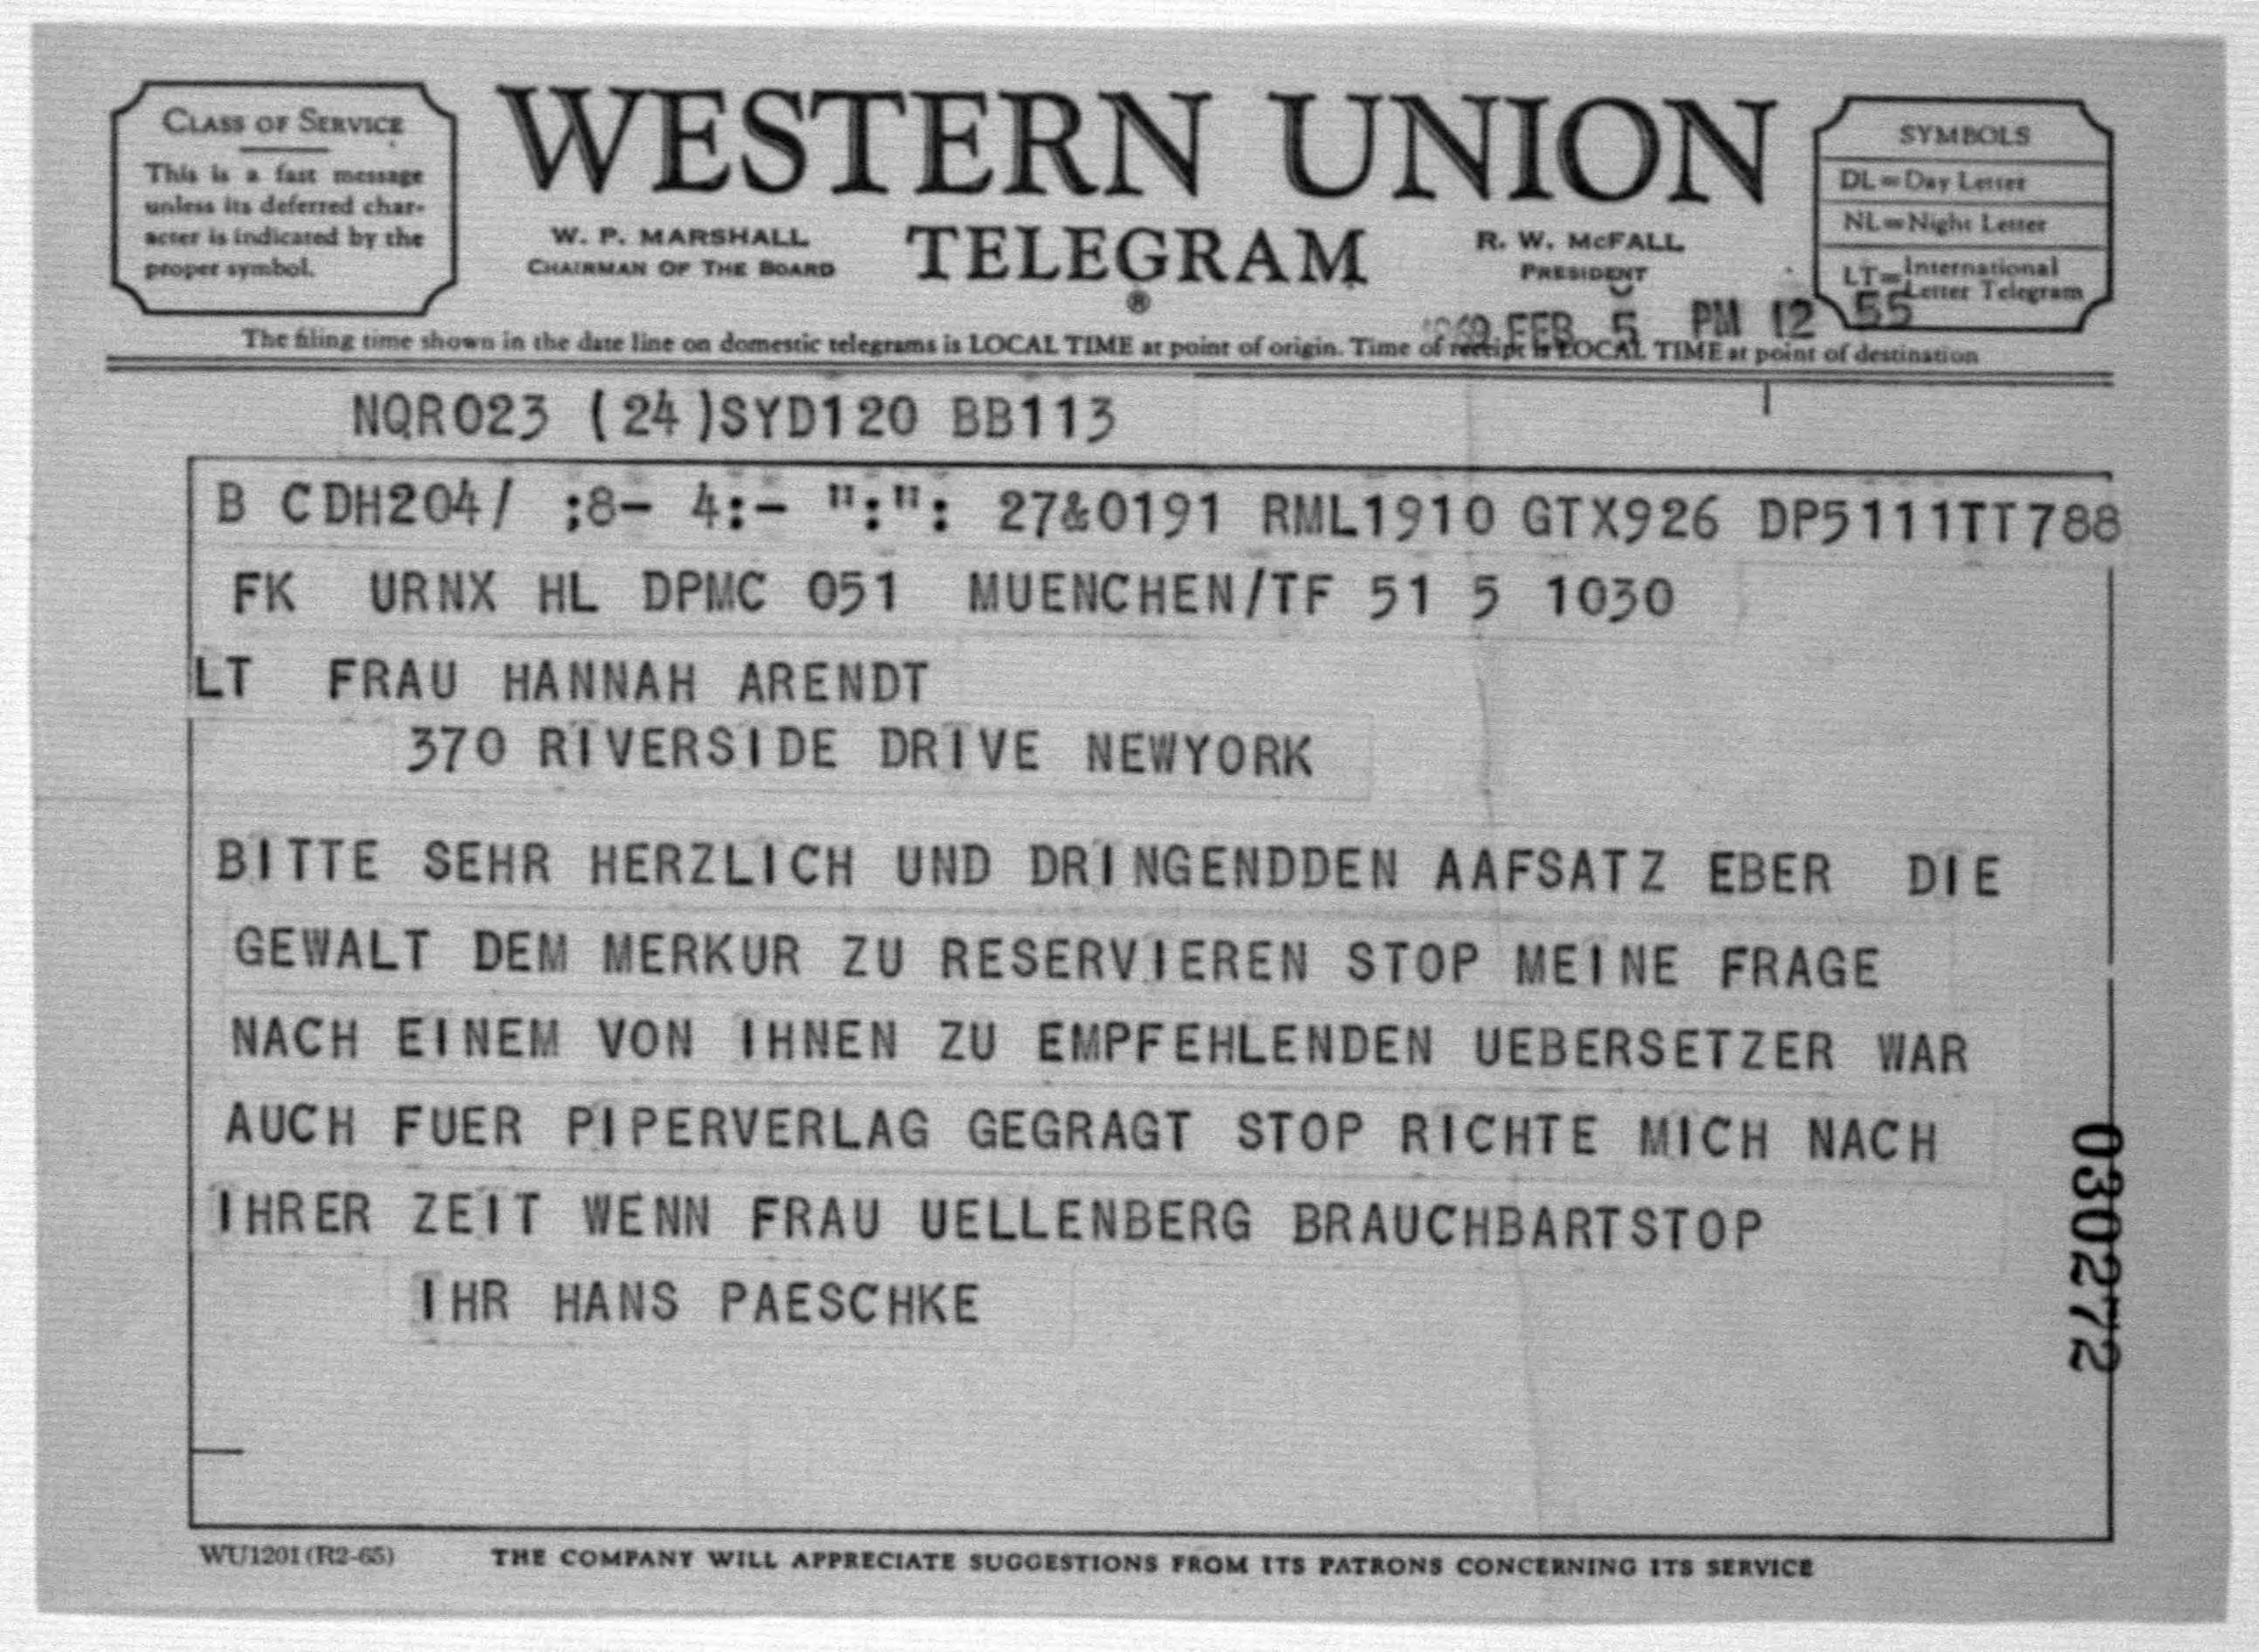 CLASS OF SERVICE
This is a fast message
unless its deferred char-
acter is indicated by the
proper symbol.
WESTERN UNION
TELEGRAM
®
W. P. MARSHALL
CHAIRMAN OF THE BOARD
R. W. McFALL
PRESIDENT
SYMBOLS
DL=Day Letter
NL=Night Letter
LT=International
Letter Telegram
1969 FEB 5 PM 12 55
The filing time shown in the date line on domestic telegrams is LOCAL TIME at point of origin. Time of receipt is LOCAL TIME at point of destination
NQR023 (24)SYD120 BB113
B CDH204/ :8- 4:- ":": 27&0191 RML1910 GTX926 DP5111TT788
FK URNX HL DPMC 051 MUENCHEN/TF 51 5 1030
LT FRAU HANNAH ARENDT
370 RIVERSIDE DRIVE NEWYORK
BITTE SEHR HERZLICH UND DRINGENDDEN AAFSATZ EBER DIE
GEWALT DEM MERKUR ZU RESERVIEREN STOP MEINE FRAGE
NACH EINEM VON IHNEN ZU EMPFEHLENDEN UEBERSETZER WAR
AUCH FUER PIPERVERLAG GEGRAGT STOP RICHTE MICH NACH
IHRER ZEIT WENN FRAU UELLENBERG BRAUCHBARTSTOP
IHR HANS PAESCHKE
030272
WU1201 (R2-65)
THE COMPANY WILL APPRECIATE SUGGESTIONS FROM ITS PATRONS CONCERNING ITS SERVICE